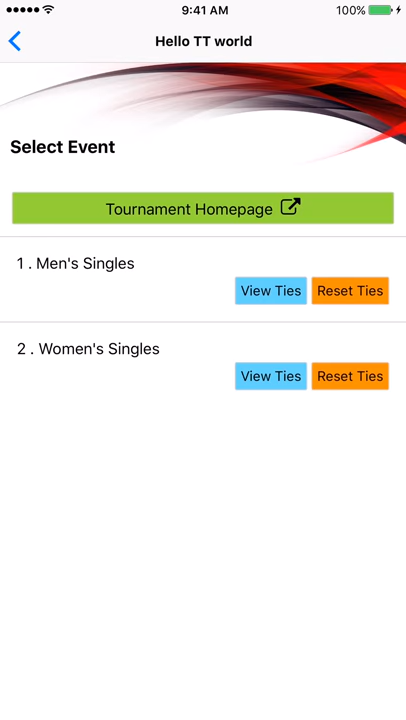 9:41 AM 100%
Hello TT world
Select Event
Tournament Homepage
1 . Men's Singles
View Ties Reset Ties
2 . Women's Singles
View Ties Reset Ties